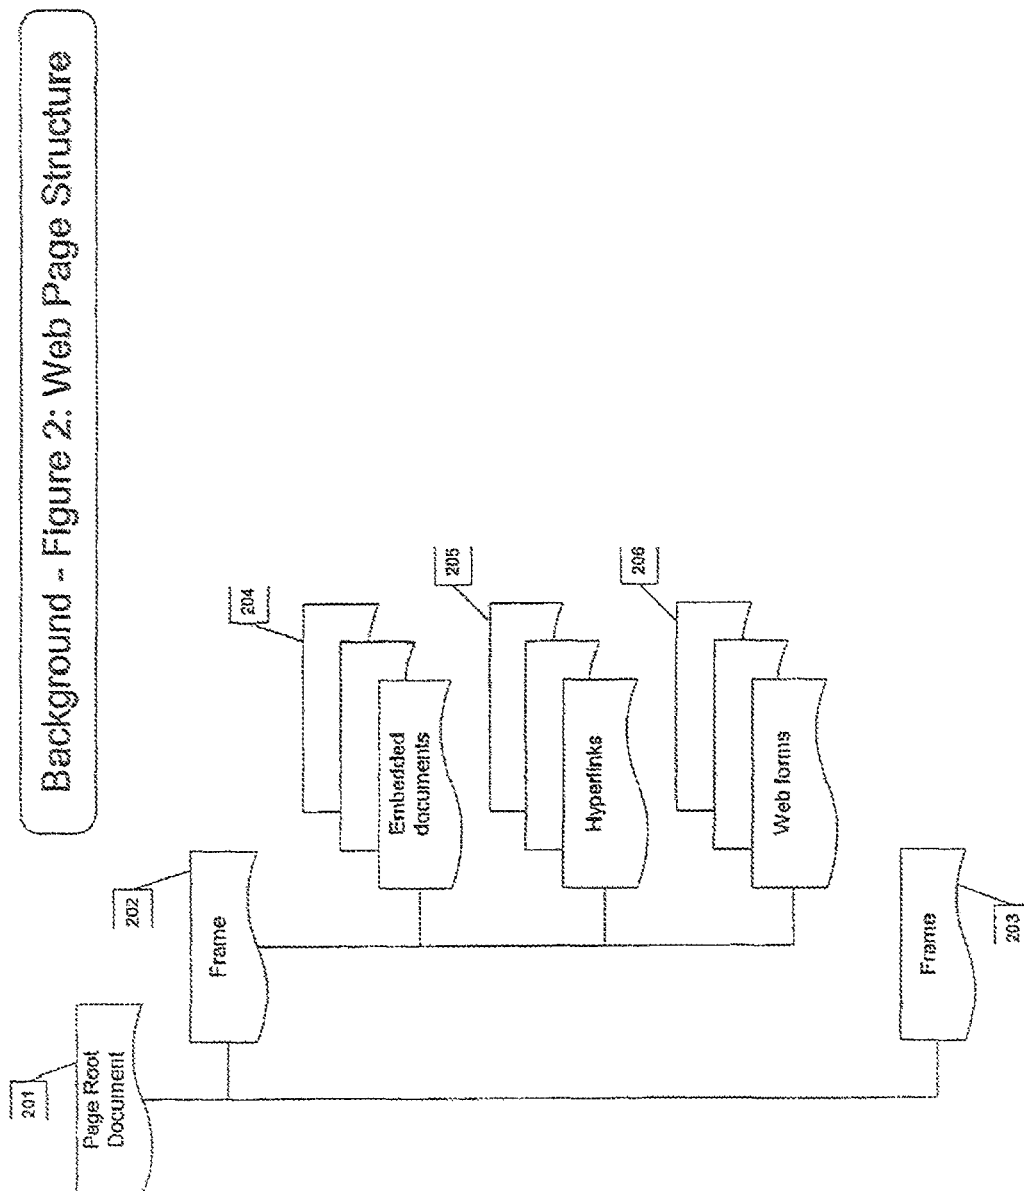 Background - Figure 2: Web Page Structure
201
Page Root
Document
202
Frame
204
Embedded
documents
205
Hyperlinks
206
Web forms
Frame
203